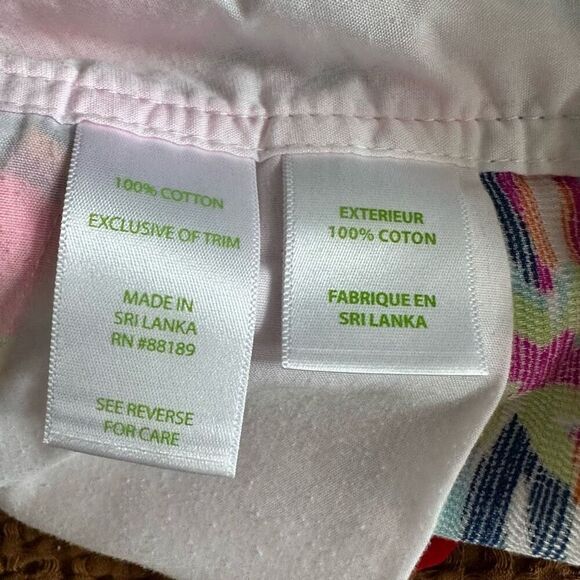 100% COTTON
EXCLUSIVE OF TRIM
MADE IN
SRI LANKA
RN #88189
SEE REVERSE
FOR CARE
EXTERIEUR
100% COTON
FABRIQUE EN
SRI LANKA